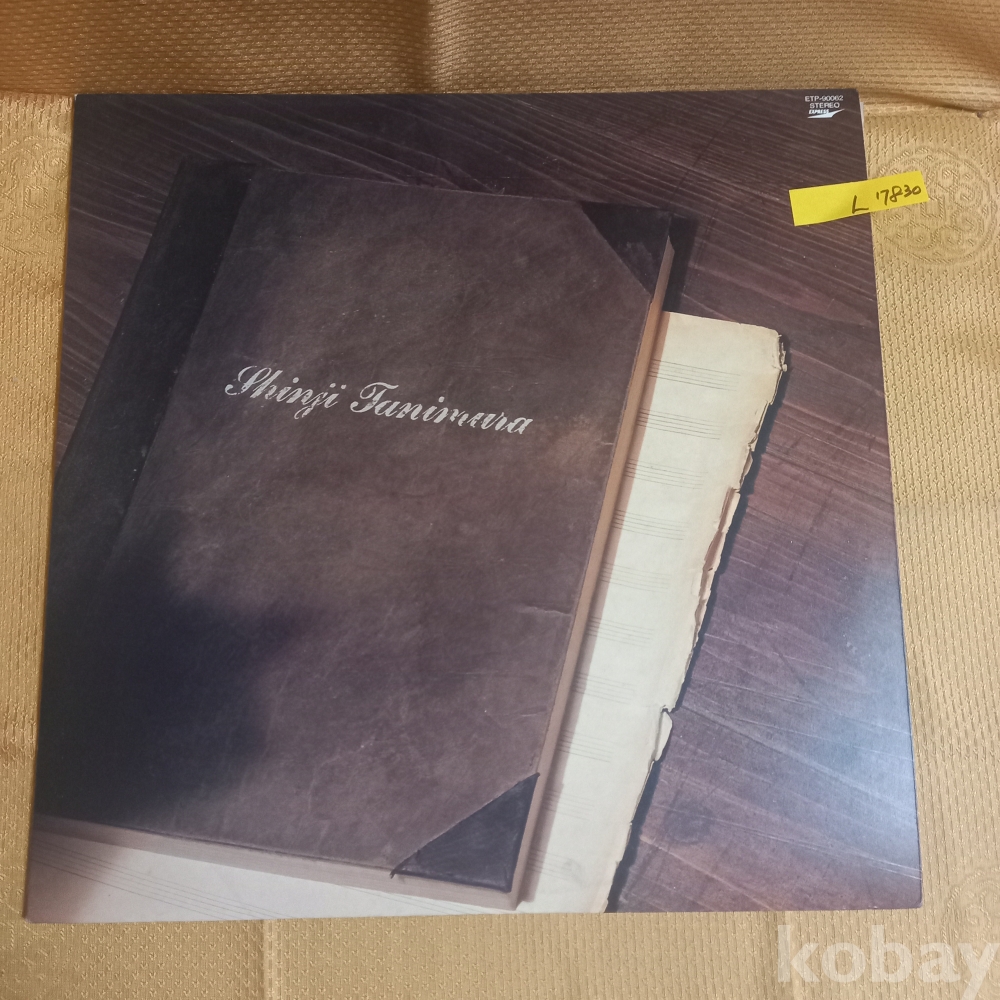 ETP-90062
STEREO
EXPRESS
L 17830
Shinji Tanimura
kobay